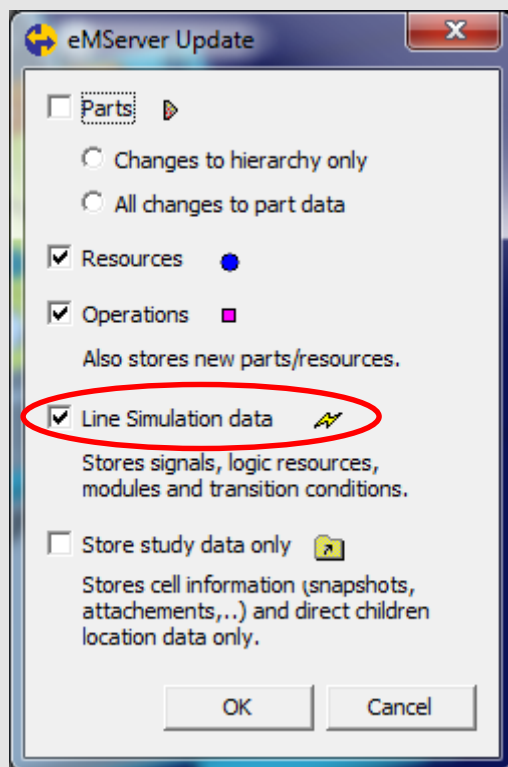 eMServer Update
Parts
Changes to hierarchy only
All changes to part data
Resources
Operations
Also stores new parts/resources.
Line Simulation data
Stores signals, logic resources,
modules and transition conditions.
Store study data only
Stores cell information (snapshots,
attachements,..) and direct children
location data only.
OK Cancel